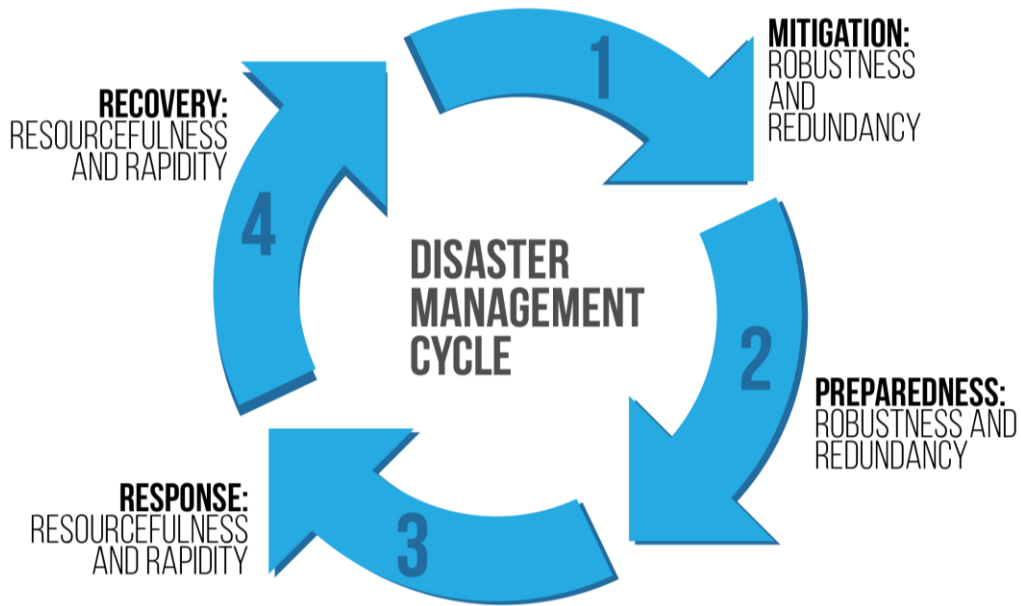 1
MITIGATION:
ROBUSTNESS
AND
REDUNDANCY
2
PREPAREDNESS:
ROBUSTNESS AND
REDUNDANCY
3
RESPONSE:
RESOURCEFULNESS
AND RAPIDITY
4
RECOVERY:
RESOURCEFULNESS
AND RAPIDITY
DISASTER
MANAGEMENT
CYCLE